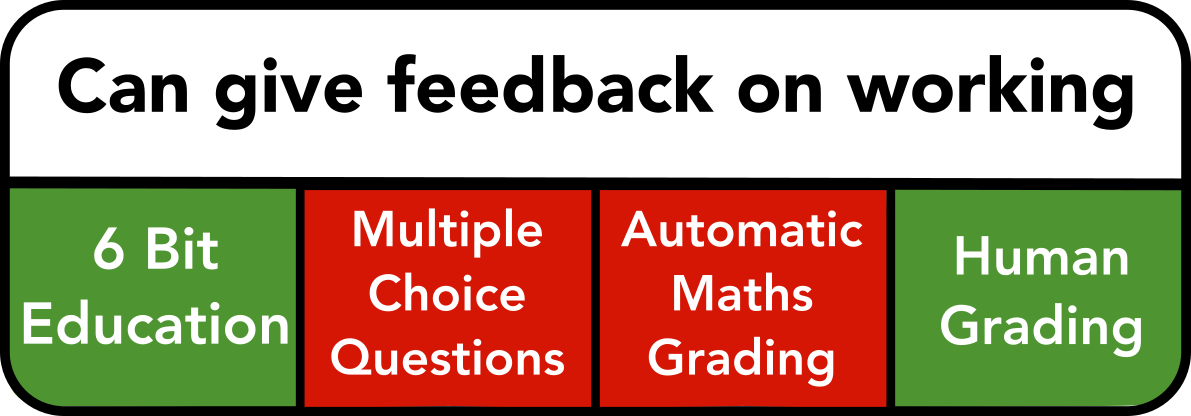 Can give feedback on working
6 Bit
Education
Multiple
Choice
Questions
Automatic
Maths
Grading
Human
Grading